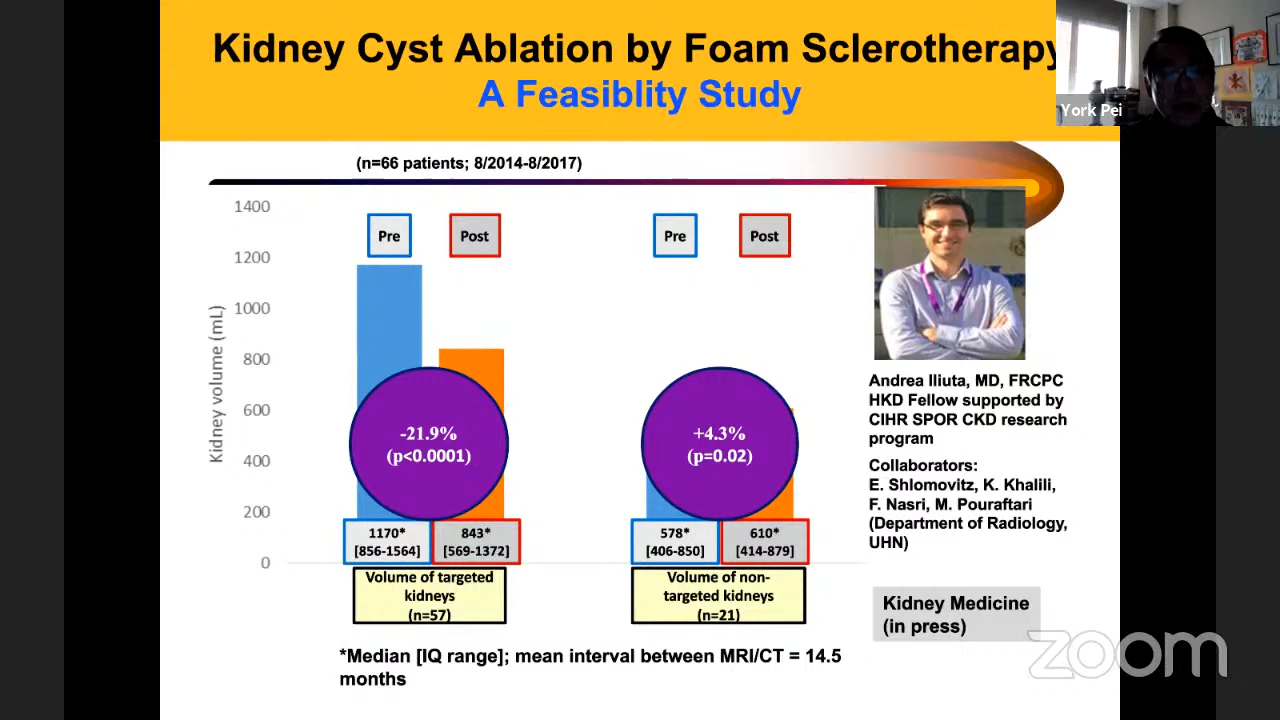 Kidney Cyst Ablation by Foam Sclerotherapy
A Feasiblity Study
York Pei
(n=66 patients; 8/2014-8/2017)
Kidney volume (mL)
1400
1200
1000
800
600
400
200
0
Pre
Post
Pre
Post
-21.9%
(p<0.0001)
+4.3%
(p=0.02)
1170*
[856-1564]
843*
[569-1372]
578*
[406-850]
610*
[414-879]
Volume of targeted
kidneys
(n=57)
Volume of non-
targeted kidneys
(n=21)
*Median [IQ range]; mean interval between MRI/CT = 14.5
months
Andrea Iliuta, MD, FRCPC
HKD Fellow supported by
CIHR SPOR CKD research
program
Collaborators:
E. Shlomovitz, K. Khalili,
F. Nasri, M. Pouraftari
(Department of Radiology,
UHN)
Kidney Medicine
(in press)
zoom